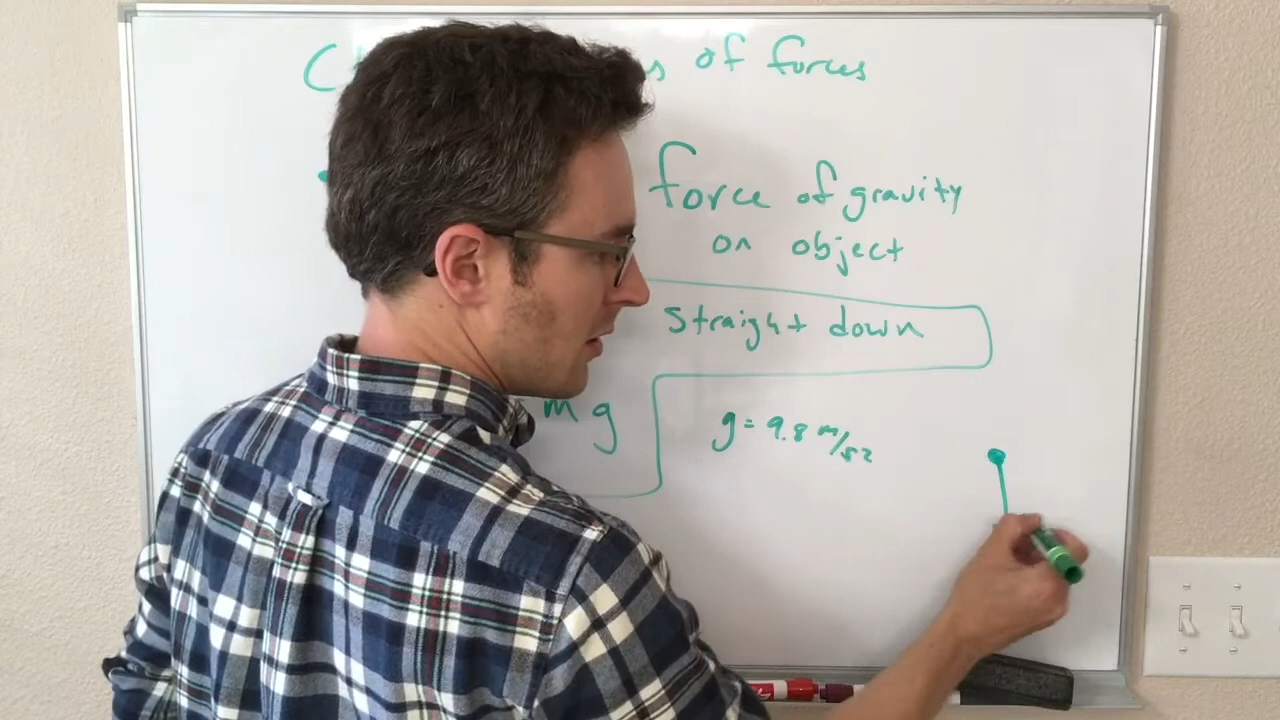 of forces
force of gravity
on object
straight down
mg
g = 9.8 m/s2